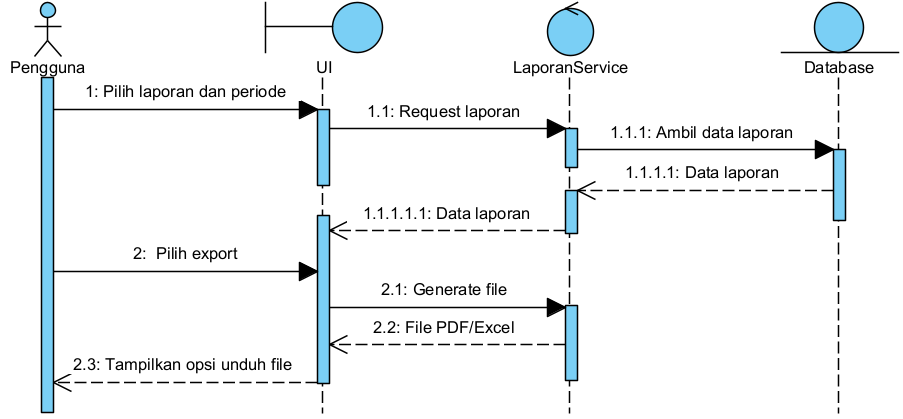 Pengguna
UI
LaporanService
Database
1: Pilih laporan dan periode
1.1: Request laporan
1.1.1: Ambil data laporan
1.1.1.1: Data laporan
1.1.1.1.1: Data laporan
2:  Pilih export
2.1: Generate file
2.2: File PDF/Excel
2.3: Tampilkan opsi unduh file